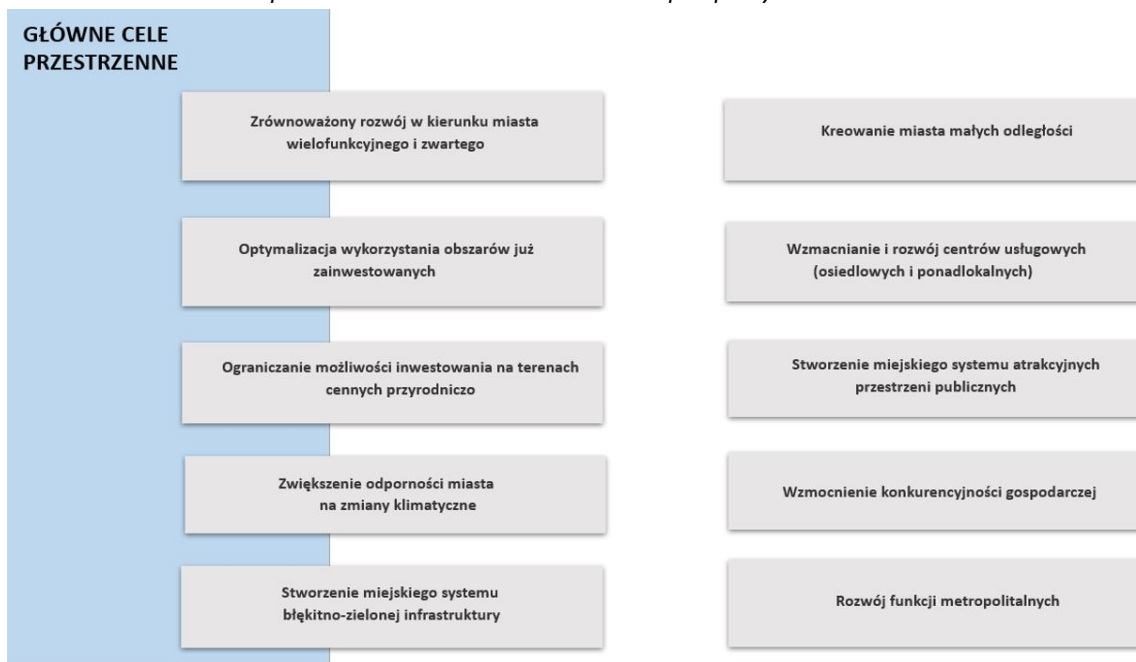 GŁÓWNE CELE
PRZESTRZENNE
Zrównoważony rozwój w kierunku miasta
wielofunkcyjnego i zwartego
Kreowanie miasta małych odległości
Optymalizacja wykorzystania obszarów już
zainwestowanych
Wzmacnianie i rozwój centrów usługowych
(osiedlowych i ponadlokalnych)
Ograniczanie możliwości inwestowania na terenach
cennych przyrodniczo
Stworzenie miejskiego systemu atrakcyjnych
przestrzeni publicznych
Zwiększenie odporności miasta
na zmiany klimatyczne
Wzmocnienie konkurencyjności gospodarczej
Stworzenie miejskiego systemu
błękitno-zielonej infrastruktury
Rozwój funkcji metropolitalnych